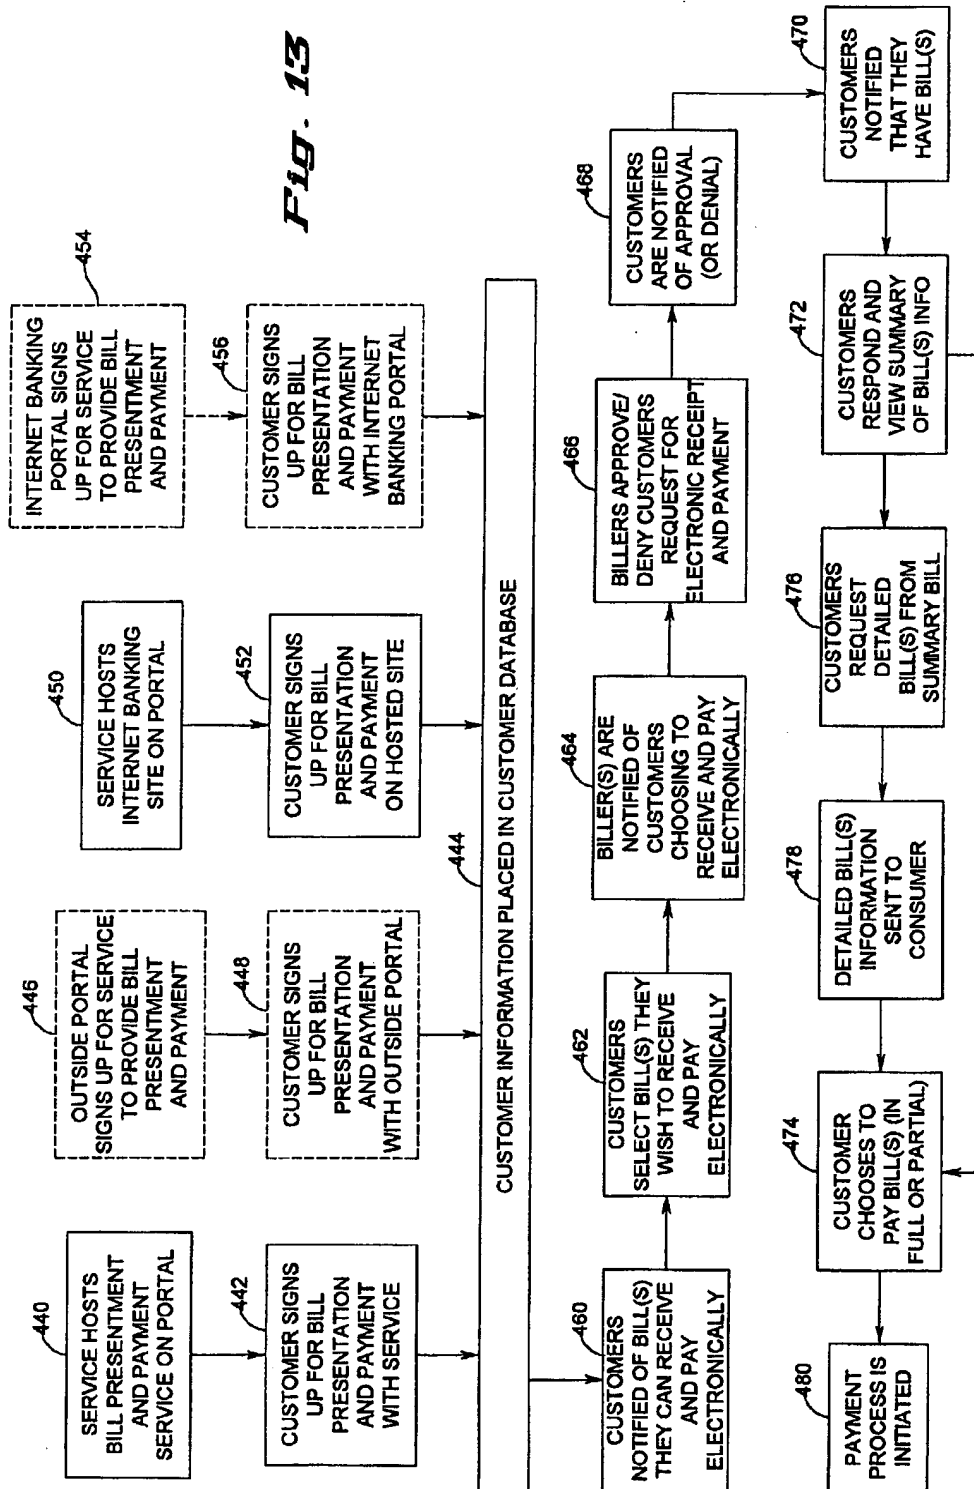 440
SERVICE HOSTS
BILL PRESENTMENT
AND PAYMENT
SERVICE ON PORTAL
446
OUTSIDE PORTAL
SIGNS UP FOR SERVICE
TO PROVIDE BILL
PRESENTMENT
AND PAYMENT
450
SERVICE HOSTS
INTERNET BANKING
SITE ON PORTAL
454
INTERNET BANKING
PORTAL SIGNS
UP FOR SERVICE
TO PROVIDE BILL
PRESENTMENT
AND PAYMENT
442
CUSTOMER SIGNS
UP FOR BILL
PRESENTATION
AND PAYMENT
WITH SERVICE
448
CUSTOMER SIGNS
UP FOR BILL
PRESENTATION
AND PAYMENT
WITH OUTSIDE PORTAL
452
CUSTOMER SIGNS
UP FOR BILL
PRESENTATION
AND PAYMENT
ON HOSTED SITE
456
CUSTOMER SIGNS
UP FOR BILL
PRESENTATION
AND PAYMENT
WITH INTERNET
BANKING PORTAL
Fig. 13
444
CUSTOMER INFORMATION PLACED IN CUSTOMER DATABASE
460
CUSTOMERS
NOTIFIED OF BILL(S)
THEY CAN RECEIVE
AND PAY
ELECTRONICALLY
462
CUSTOMERS
SELECT BILL(S) THEY
WISH TO RECEIVE
AND PAY
ELECTRONICALLY
464
BILLER(S) ARE
NOTIFIED OF
CUSTOMERS
CHOOSING TO
RECEIVE AND PAY
ELECTRONICALLY
466
BILLERS APPROVE/
DENY CUSTOMERS
REQUEST FOR
ELECTRONIC RECEIPT
AND PAYMENT
468
CUSTOMERS
ARE NOTIFIED
OF APPROVAL
(OR DENIAL)
470
CUSTOMERS
NOTIFIED
THAT THEY
HAVE BILL(S)
472
CUSTOMERS
RESPOND AND
VIEW SUMMARY
OF BILL(S) INFO
476
CUSTOMERS
REQUEST
DETAILED
BILL(S) FROM
SUMMARY BILL
478
DETAILED BILL(S)
INFORMATION
SENT TO
CONSUMER
474
CUSTOMER
CHOOSES TO
PAY BILL(S) (IN
FULL OR PARTIAL)
480
PAYMENT
PROCESS IS
INITIATED